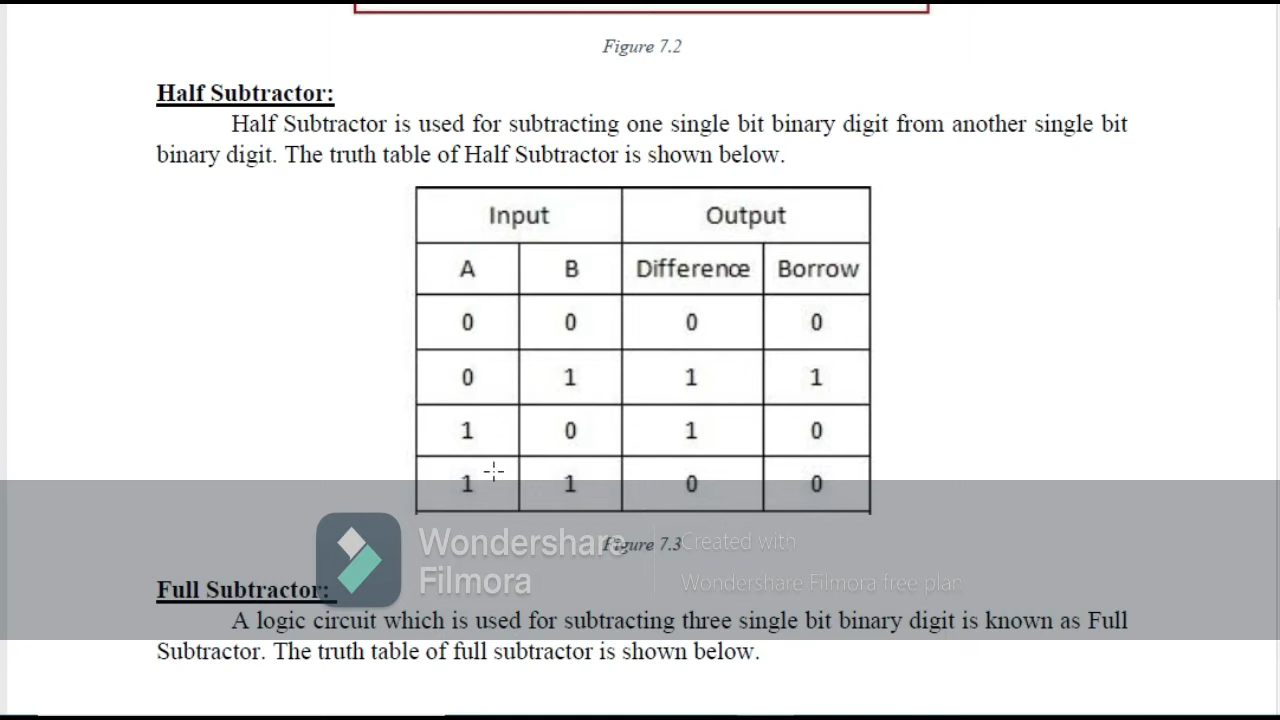 Figure 7.2
Half Subtractor:
Half Subtractor is used for subtracting one single bit binary digit from another single bit
binary digit. The truth table of Half Subtractor is shown below.
Input Output
A B Difference Borrow
0 0 0 0
0 1 1 1
1 0 1 0
1 1 0 0
Figure 7.3
Wondershare
Filmora
Created with
Wondershare Filmora free plan
Full Subtractor:
A logic circuit which is used for subtracting three single bit binary digit is known as Full
Subtractor. The truth table of full subtractor is shown below.